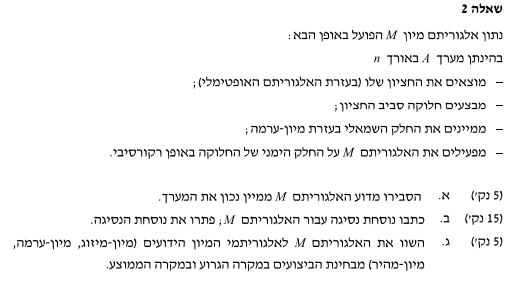 שאלה 2
נתון אלגוריתם מיון M הפועל באופן הבא:
בהינתן מערך A באורך n
– מוצאים את החציון שלו (בעזרת האלגוריתם האופטימלי);
– מבצעים חלוקה סביב החציון;
– ממיינים את החלק השמאלי בעזרת מיון-ערמה;
– מפעילים את האלגוריתם M על החלק הימני של החלוקה באופן רקורסיבי.
(5 נק') א. הסבירו מדוע האלגוריתם M ממיין נכון את המערך.
(15 נק') ב. כתבו נוסחת נסיגה עבור האלגוריתם M; פתרו את נוסחת הנסיגה.
(5 נק') ג. השוו את האלגוריתם M לאלגוריתמי המיון הידועים (מיון-מיזוג, מיון-ערמה,
מיון-מהיר) מבחינת הביצועים במקרה הגרוע ובמקרה הממוצע.